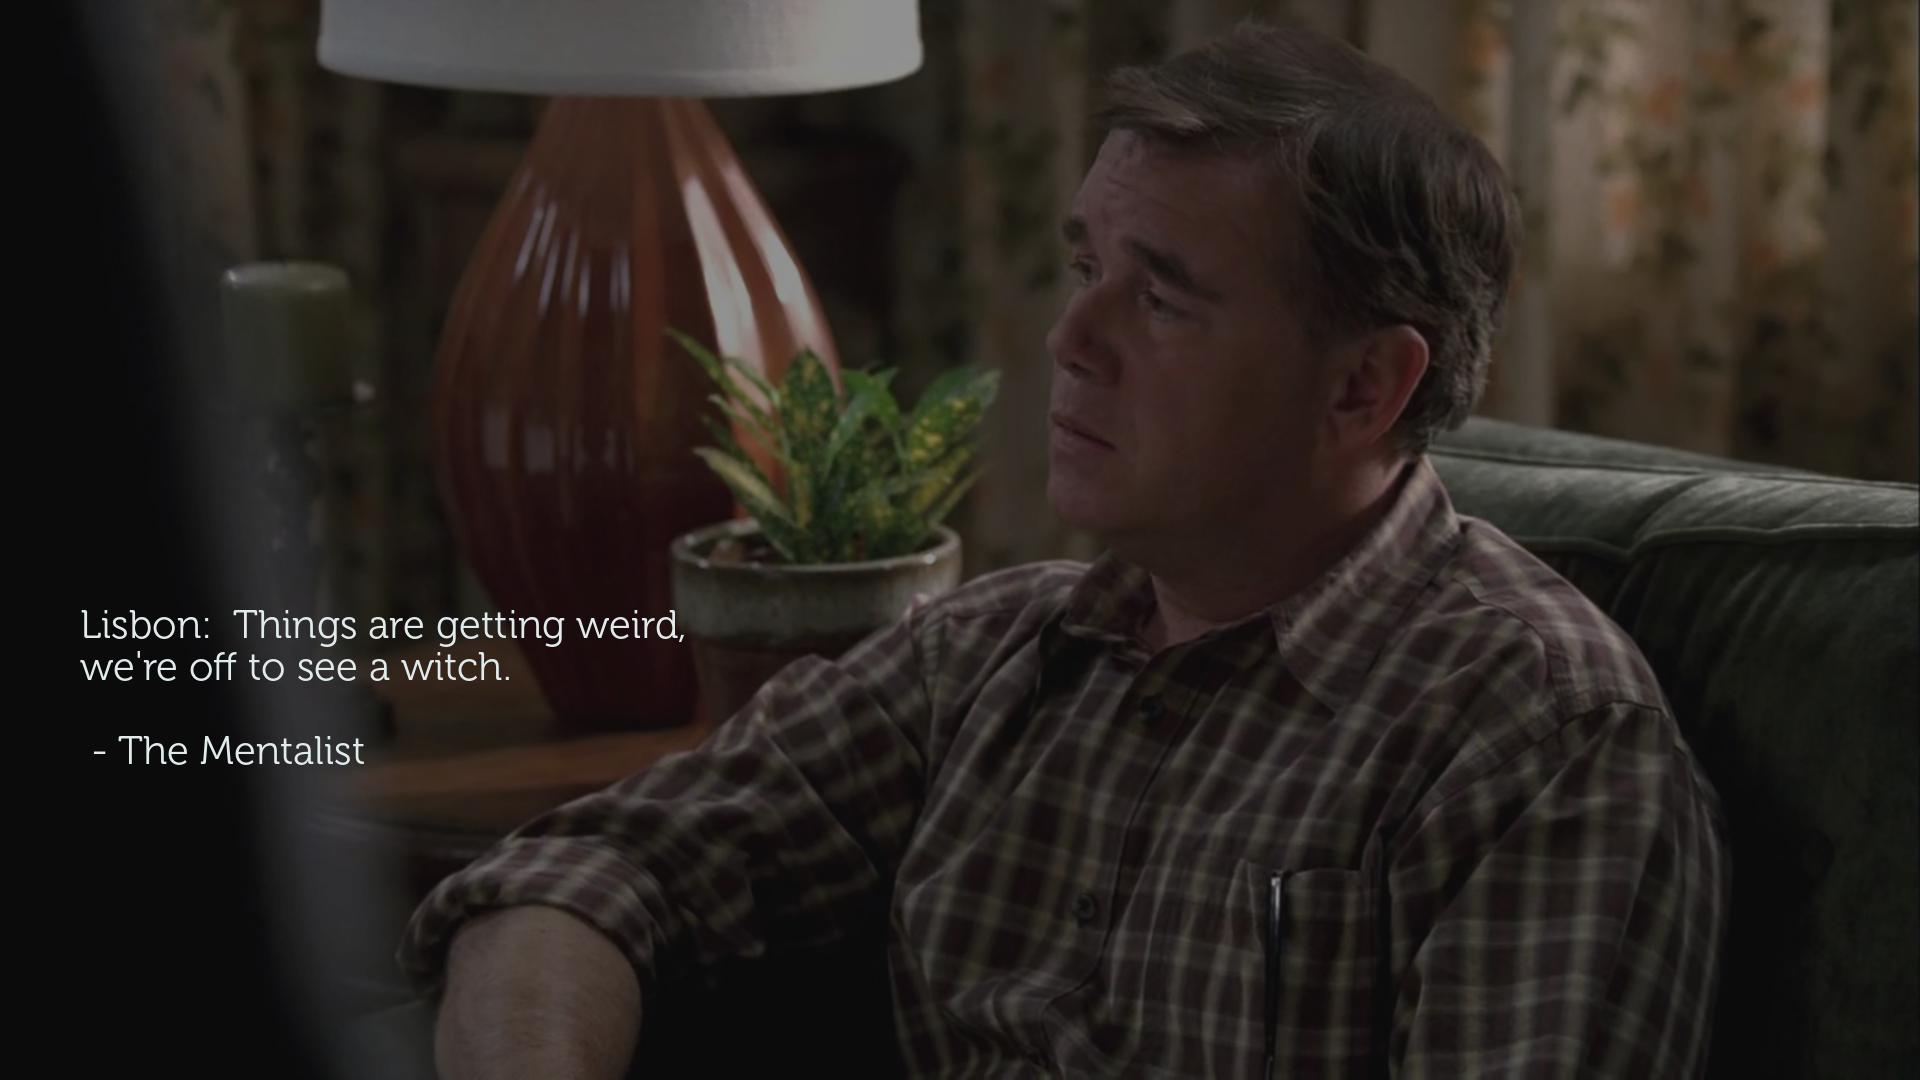 Lisbon:  Things are getting weird,
we're off to see a witch.
- The Mentalist